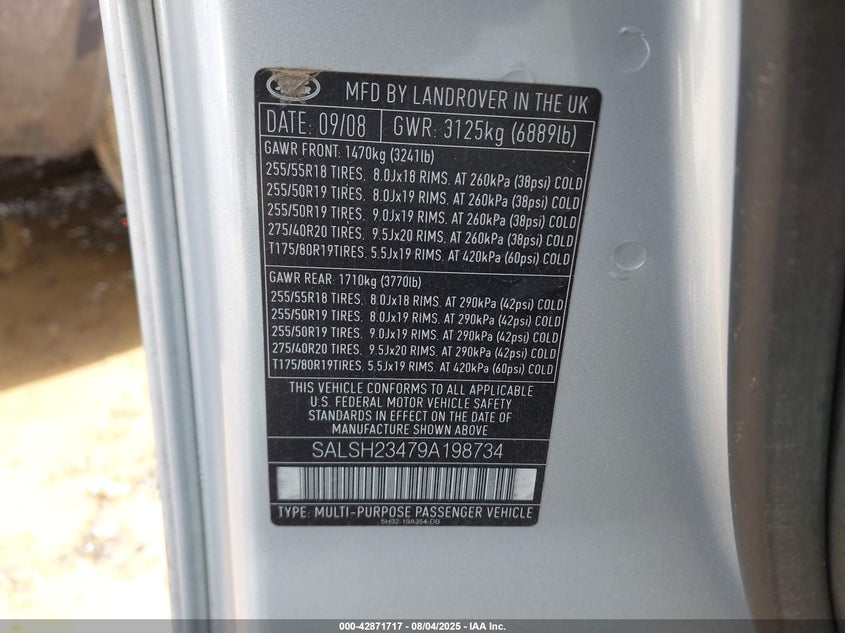 MFD BY LANDROVER IN THE UK
DATE: 09/08 GWR: 3125kg (6889lb)
GAWR FRONT: 1470kg (3241lb)
255/55R18 TIRES. 8.0Jx18 RIMS. AT 260kPa (38psi) COLD
255/50R19 TIRES. 8.0Jx19 RIMS. AT 260kPa (38psi) COLD
255/50R19 TIRES. 9.0Jx19 RIMS. AT 260kPa (38psi) COLD
275/40R20 TIRES. 9.5Jx20 RIMS. AT 260kPa (38psi) COLD
T175/80R19TIRES. 5.5Jx19 RIMS. AT 420kPa (60psi) COLD
GAWR REAR: 1710kg (3770lb)
255/55R18 TIRES. 8.0Jx18 RIMS. AT 290kPa (42psi) COLD
255/50R19 TIRES. 8.0Jx19 RIMS. AT 290kPa (42psi) COLD
255/50R19 TIRES. 9.0Jx19 RIMS. AT 290kPa (42psi) COLD
275/40R20 TIRES. 9.5Jx20 RIMS. AT 290kPa (42psi) COLD
T175/80R19TIRES. 5.5Jx19 RIMS. AT 420kPa (60psi) COLD
THIS VEHICLE CONFORMS TO ALL APPLICABLE
U.S. FEDERAL MOTOR VEHICLE SAFETY
STANDARDS IN EFFECT ON THE DATE OF
MANUFACTURE SHOWN ABOVE
SALSH23479A198734
TYPE: MULTI-PURPOSE PASSENGER VEHICLE
5H32-19A354-DB
000-42871717 - 08/04/2025 - IAA Inc.